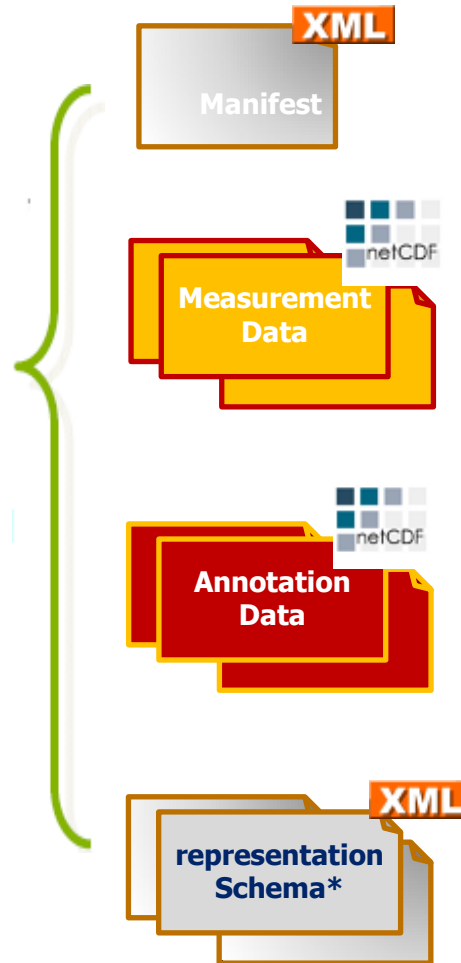 XML
Manifest
netCDF
Measurement
Data
netCDF
Annotation
Data
XML
representation
Schema*